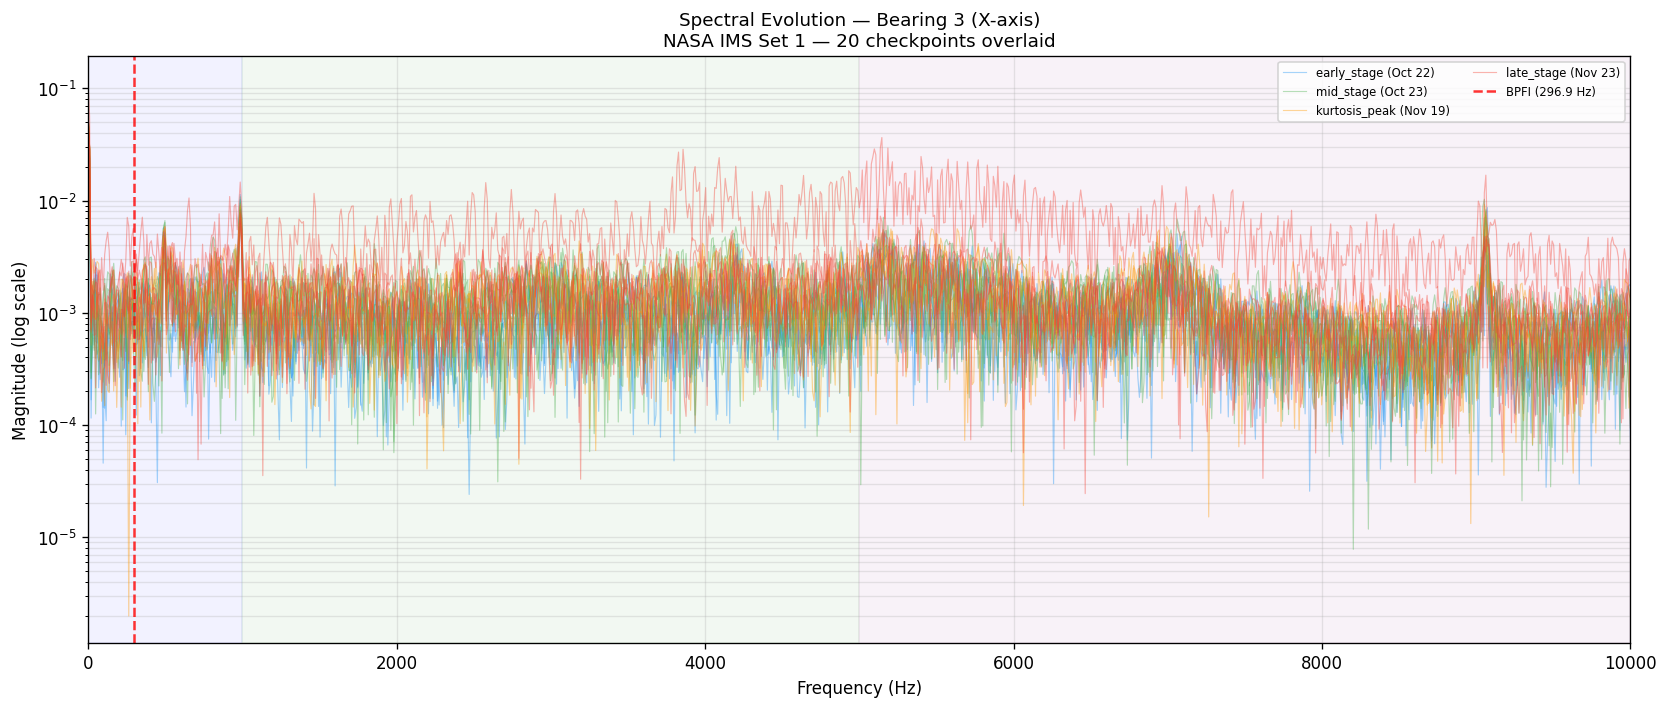 Spectral Evolution — Bearing 3 (X-axis)
NASA IMS Set 1 — 20 checkpoints overlaid
early_stage (Oct 22)
mid_stage (Oct 23)
kurtosis_peak (Nov 19)
late_stage (Nov 23)
BPFI (296.9 Hz)
Magnitude (log scale)
10⁻¹
10⁻²
10⁻³
10⁻⁴
10⁻⁵
0 2000 4000 6000 8000 10000
Frequency (Hz)